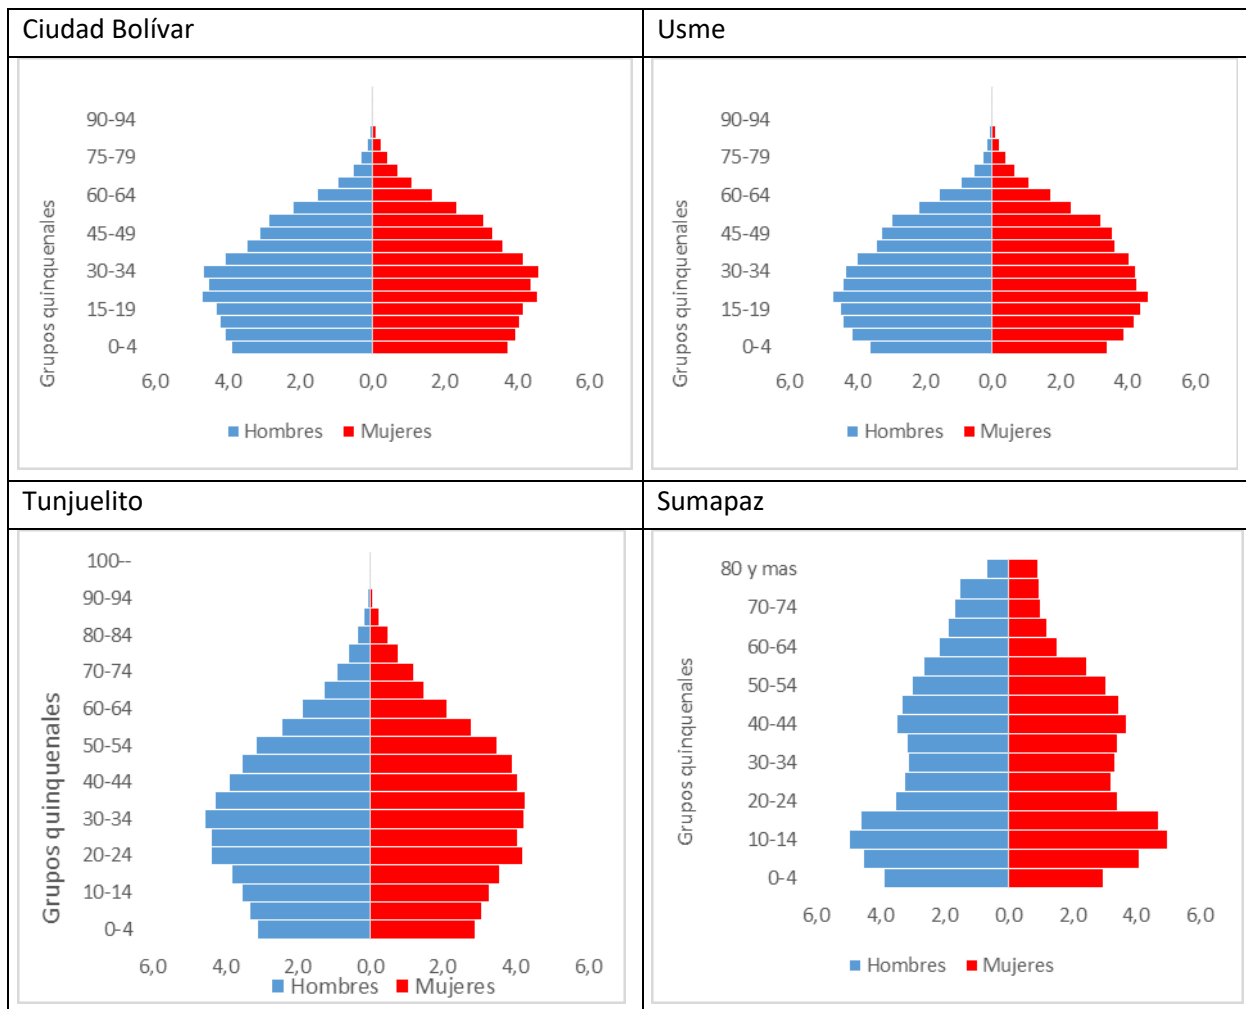 Ciudad Bolívar
Grupos quinquenales
90-94
75-79
60-64
45-49
30-34
15-19
0-4
6,0 4,0 2,0 0,0 2,0 4,0 6,0
Hombres Mujeres
Usme
Grupos quinquenales
90-94
75-79
60-64
45-49
30-34
15-19
0-4
6,0 4,0 2,0 0,0 2,0 4,0 6,0
Hombres Mujeres
Tunjuelito
Grupos quinquenales
100--
90-94
80-84
70-74
60-64
50-54
40-44
30-34
20-24
10-14
0-4
6,0 4,0 2,0 0,0 2,0 4,0 6,0
Hombres Mujeres
Sumapaz
Grupos quinquenales
80 y mas
70-74
60-64
50-54
40-44
30-34
20-24
10-14
0-4
6,0 4,0 2,0 0,0 2,0 4,0 6,0
Hombres Mujeres